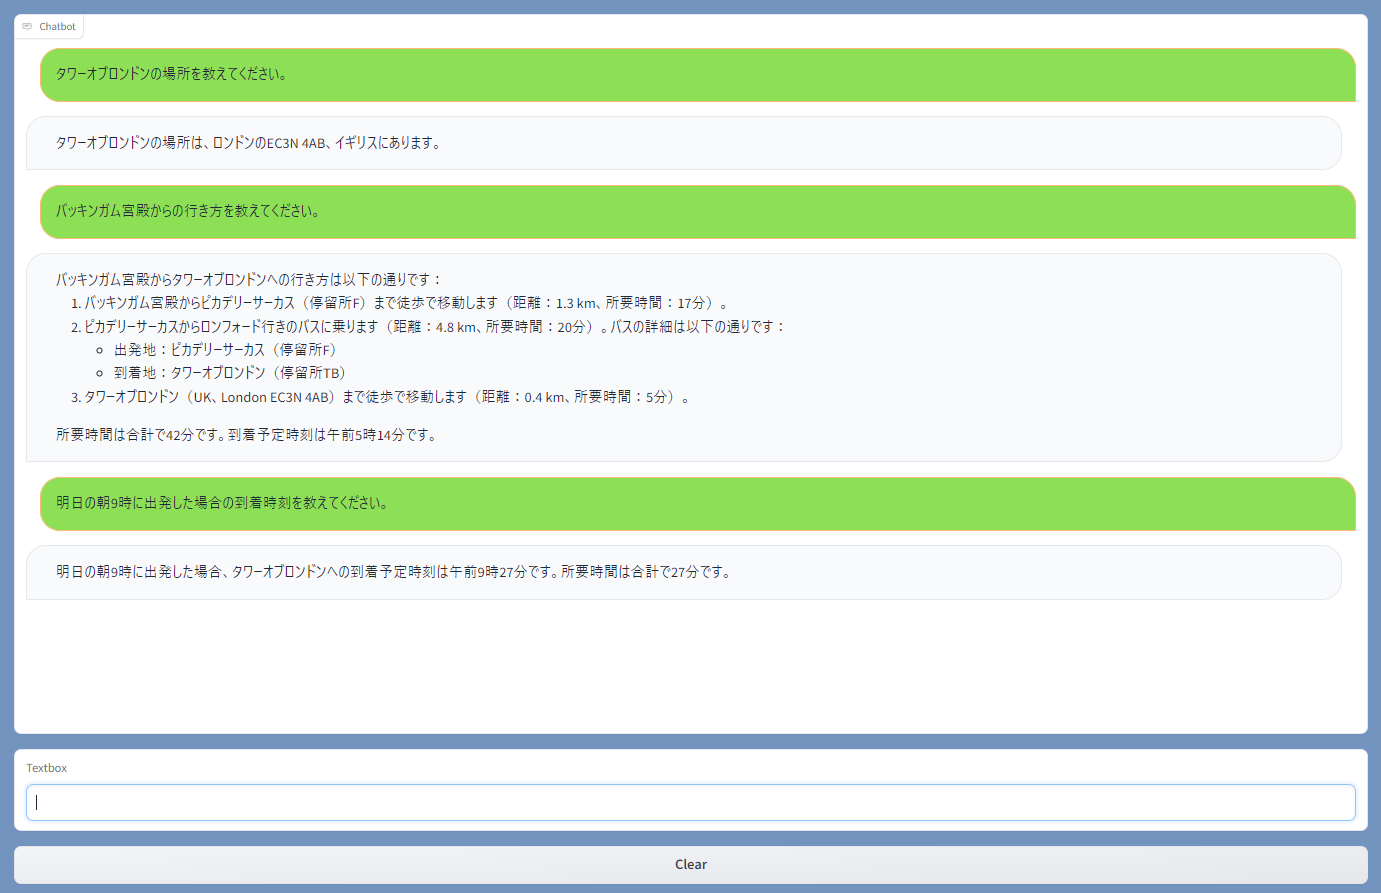 Chatbot
タワーオブロンドンの場所を教えてください。
タワーオブロンドンの場所は、ロンドンのEC3N 4AB、イギリスにあります。
バッキンガム宮殿からの行き方を教えてください。
バッキンガム宮殿からタワーオブロンドンへの行き方は以下の通りです：
1. バッキンガム宮殿からピカデリーサーカス（停留所F）まで徒歩で移動します（距離：1.3 km、所要時間：17分）。
2. ピカデリーサーカスからロンフォード行きのバスに乗ります（距離：4.8 km、所要時間：20分）。バスの詳細は以下の通りです：
出発地：ピカデリーサーカス（停留所F）
到着地：タワーオブロンドン（停留所TB）
3. タワーオブロンドン（UK、London EC3N 4AB）まで徒歩で移動します（距離：0.4 km、所要時間：5分）。
所要時間は合計で42分です。到着予定時刻は午前5時14分です。
明日の朝9時に出発した場合の到着時刻を教えてください。
明日の朝9時に出発した場合、タワーオブロンドンへの到着予定時刻は午前9時27分です。所要時間は合計で27分です。
Textbox
Clear